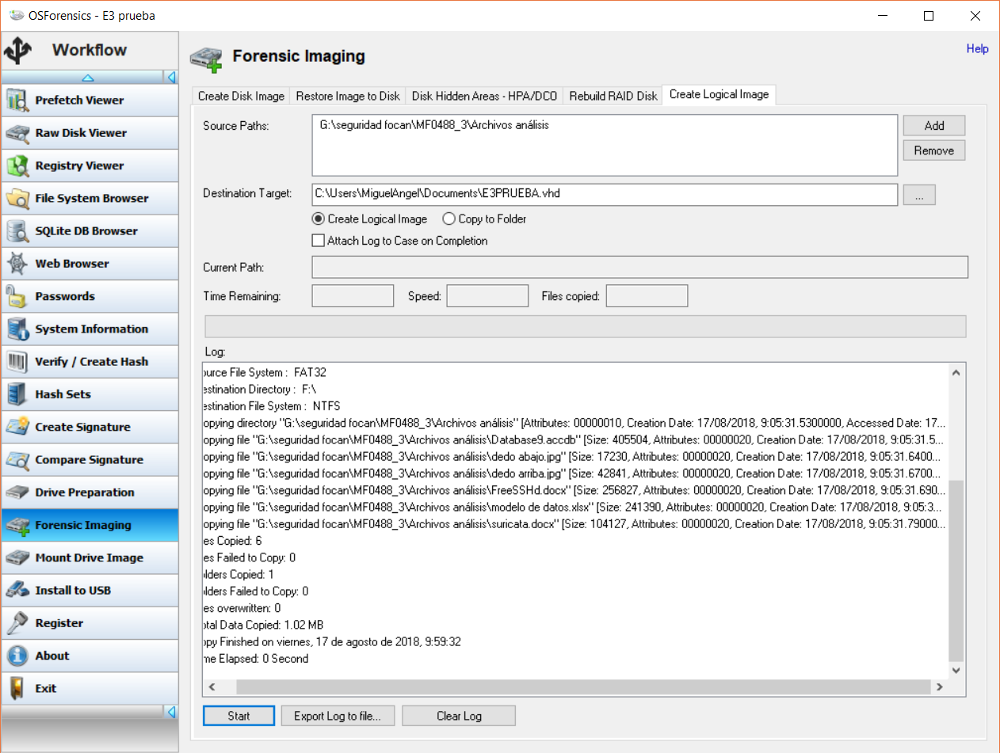 OSForensics - E3 prueba
Workflow
Prefetch Viewer
Raw Disk Viewer
Registry Viewer
File System Browser
SQLite DB Browser
Web Browser
Passwords
System Information
Verify / Create Hash
Hash Sets
Create Signature
Compare Signature
Drive Preparation
Forensic Imaging
Mount Drive Image
Install to USB
Register
About
Exit
Forensic Imaging
Help
Create Disk Image Restore Image to Disk Disk Hidden Areas - HPA/DCO Rebuild RAID Disk Create Logical Image
Source Paths: G:\seguridad focan\MF0488_3\Archivos análisis Add
Remove
Destination Target: C:\Users\MiguelAngel\Documents\E3PRUEBA.vhd ...
Create Logical Image Copy to Folder
Attach Log to Case on Completion
Current Path:
Time Remaining: Speed: Files copied:
Log:
ource File System : FAT32
estination Directory : F:\
estination File System : NTFS
opying directory "G:\seguridad focan\MF0488_3\Archivos análisis" [Attributes: 00000010, Creation Date: 17/08/2018, 9:05:31.5300000, Accessed Date: 17...
opying file "G:\seguridad focan\MF0488_3\Archivos análisis\Database9.accdb" [Size: 405504, Attributes: 00000020, Creation Date: 17/08/2018, 9:05:31.5...
opying file "G:\seguridad focan\MF0488_3\Archivos análisis\dedo abajo.jpg" [Size: 17230, Attributes: 00000020, Creation Date: 17/08/2018, 9:05:31.6400...
opying file "G:\seguridad focan\MF0488_3\Archivos análisis\dedo arriba.jpg" [Size: 42841, Attributes: 00000020, Creation Date: 17/08/2018, 9:05:31.6700...
opying file "G:\seguridad focan\MF0488_3\Archivos análisis\FreeSSHd.docx" [Size: 256827, Attributes: 00000020, Creation Date: 17/08/2018, 9:05:31.690...
opying file "G:\seguridad focan\MF0488_3\Archivos análisis\modelo de datos.xlsx" [Size: 241390, Attributes: 00000020, Creation Date: 17/08/2018, 9:05:3...
opying file "G:\seguridad focan\MF0488_3\Archivos análisis\suricata.docx" [Size: 104127, Attributes: 00000020, Creation Date: 17/08/2018, 9:05:31.79000...
es Copied: 6
es Failed to Copy: 0
olders Copied: 1
olders Failed to Copy: 0
es overwritten: 0
otal Data Copied: 1.02 MB
opy Finished on viernes, 17 de agosto de 2018, 9:59:32
me Elapsed: 0 Second
Start Export Log to file... Clear Log